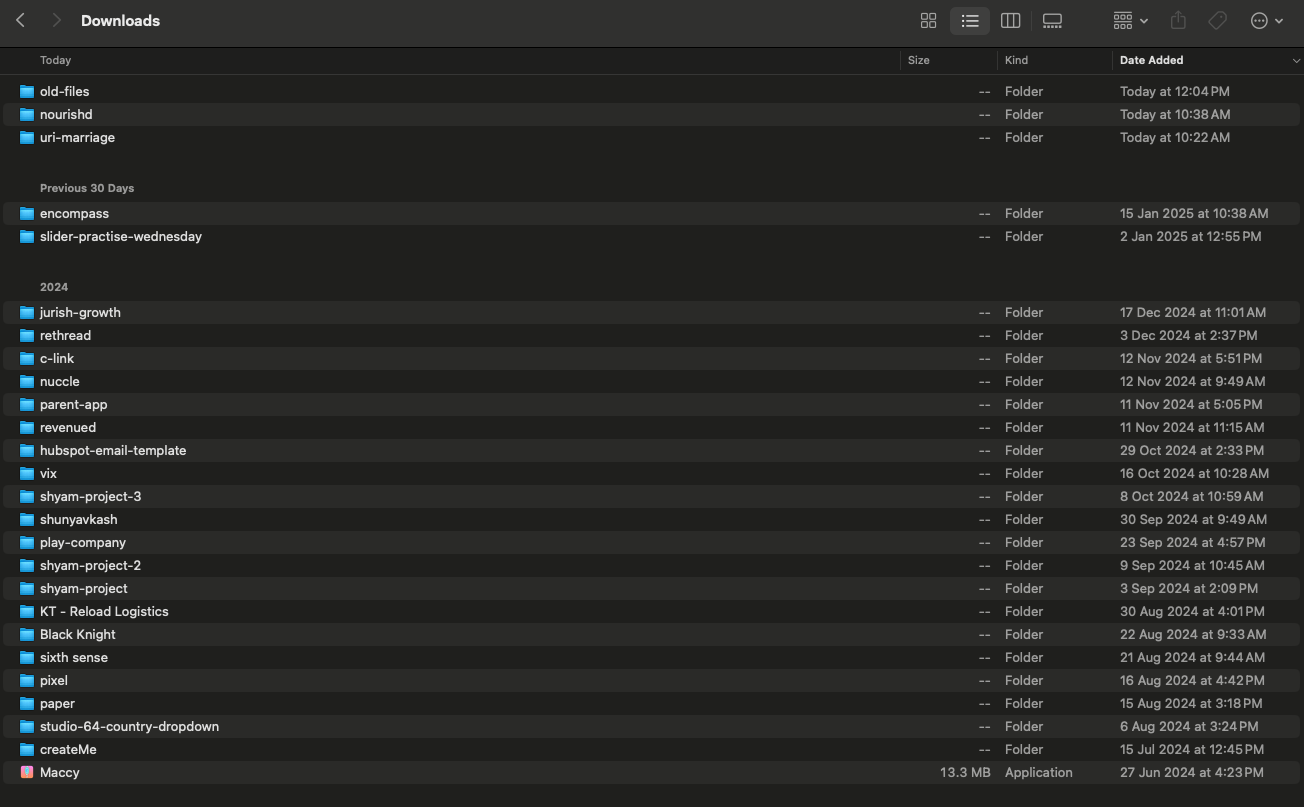 Downloads
Today Size Kind Date Added
old-files -- Folder Today at 12:04 PM
nourishd -- Folder Today at 10:38 AM
uri-marriage -- Folder Today at 10:22 AM
Previous 30 Days
encompass -- Folder 15 Jan 2025 at 10:38 AM
slider-practise-wednesday -- Folder 2 Jan 2025 at 12:55 PM
2024
jurish-growth -- Folder 17 Dec 2024 at 11:01 AM
rethread -- Folder 3 Dec 2024 at 2:37 PM
c-link -- Folder 12 Nov 2024 at 5:51 PM
nuccle -- Folder 12 Nov 2024 at 9:49 AM
parent-app -- Folder 11 Nov 2024 at 5:05 PM
revenued -- Folder 11 Nov 2024 at 11:15 AM
hubspot-email-template -- Folder 29 Oct 2024 at 2:33 PM
vix -- Folder 16 Oct 2024 at 10:28 AM
shyam-project-3 -- Folder 8 Oct 2024 at 10:59 AM
shunyavkash -- Folder 30 Sep 2024 at 9:49 AM
play-company -- Folder 23 Sep 2024 at 4:57 PM
shyam-project-2 -- Folder 9 Sep 2024 at 10:45 AM
shyam-project -- Folder 3 Sep 2024 at 2:09 PM
KT - Reload Logistics -- Folder 30 Aug 2024 at 4:01 PM
Black Knight -- Folder 22 Aug 2024 at 9:33 AM
sixth sense -- Folder 21 Aug 2024 at 9:44 AM
pixel -- Folder 16 Aug 2024 at 4:42 PM
paper -- Folder 15 Aug 2024 at 3:18 PM
studio-64-country-dropdown -- Folder 6 Aug 2024 at 3:24 PM
createMe -- Folder 15 Jul 2024 at 12:45 PM
Maccy 13.3 MB Application 27 Jun 2024 at 4:23 PM